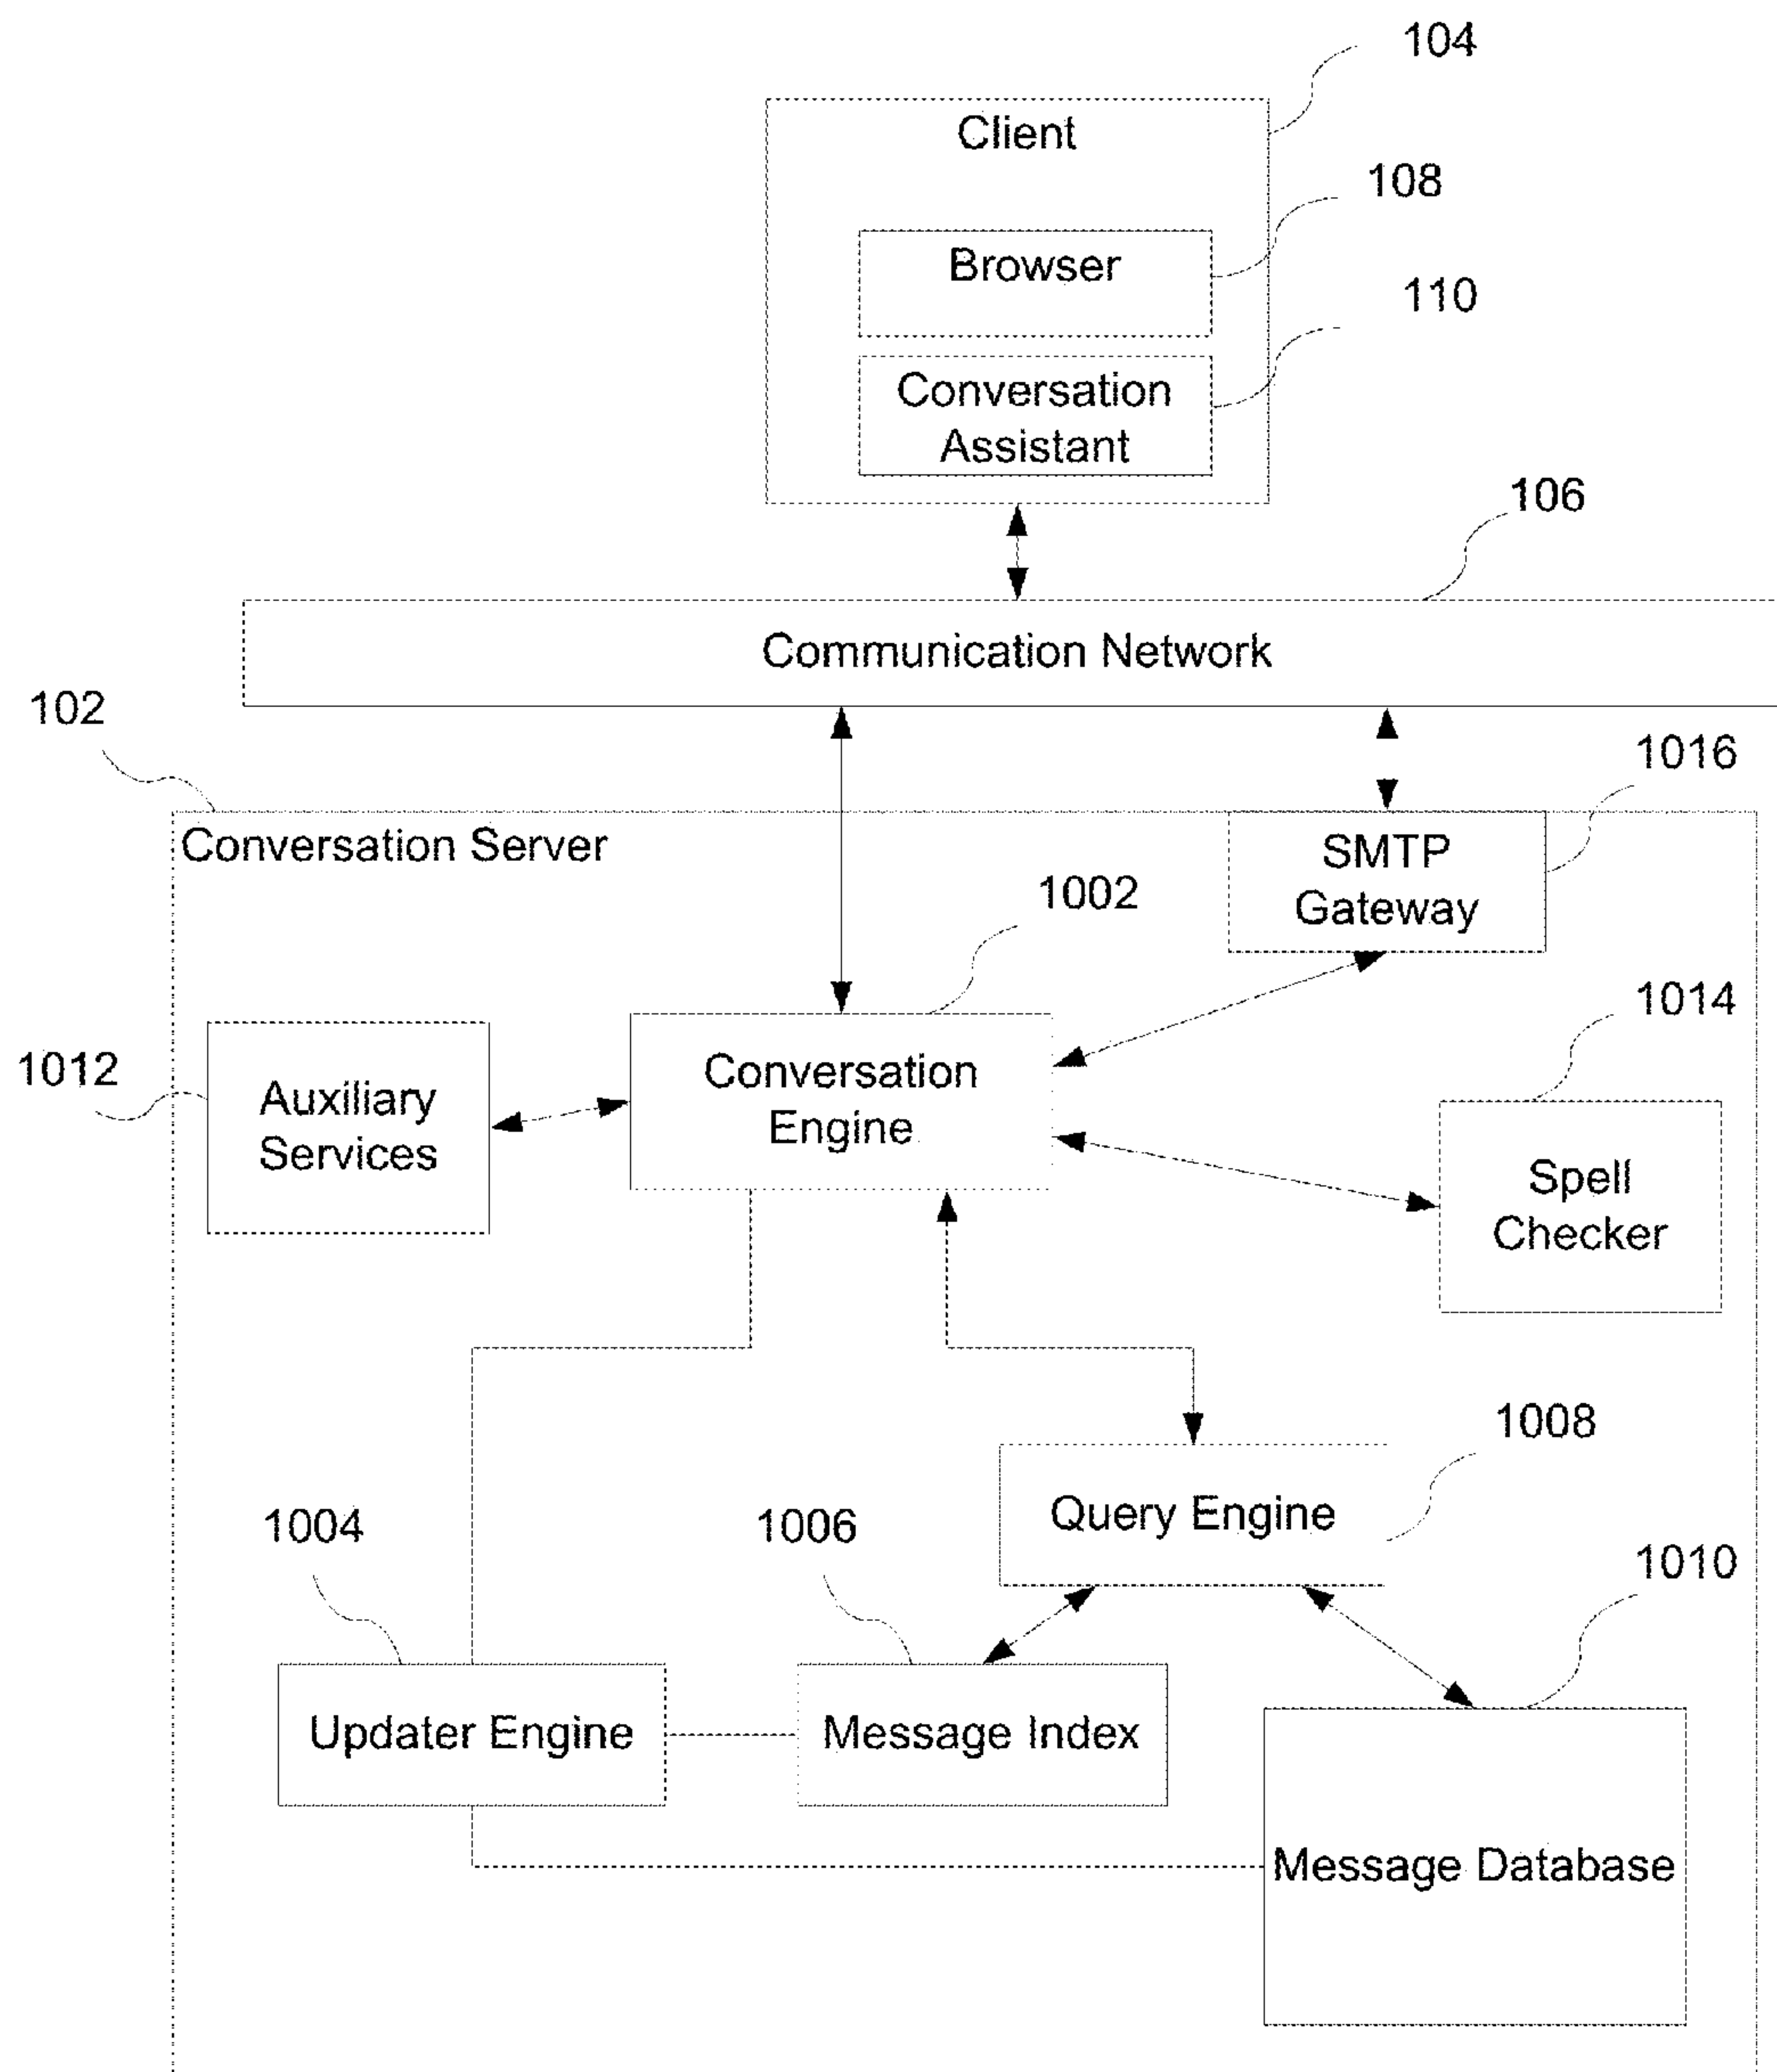 104
Client
108
Browser
110
Conversation
Assistant
106
Communication Network
102
1016
Conversation Server
SMTP
Gateway
1002
1014
1012
Auxiliary
Services
Conversation
Engine
Spell
Checker
1008
Query Engine
1004
1006
1010
Updater Engine
Message Index
Message Database